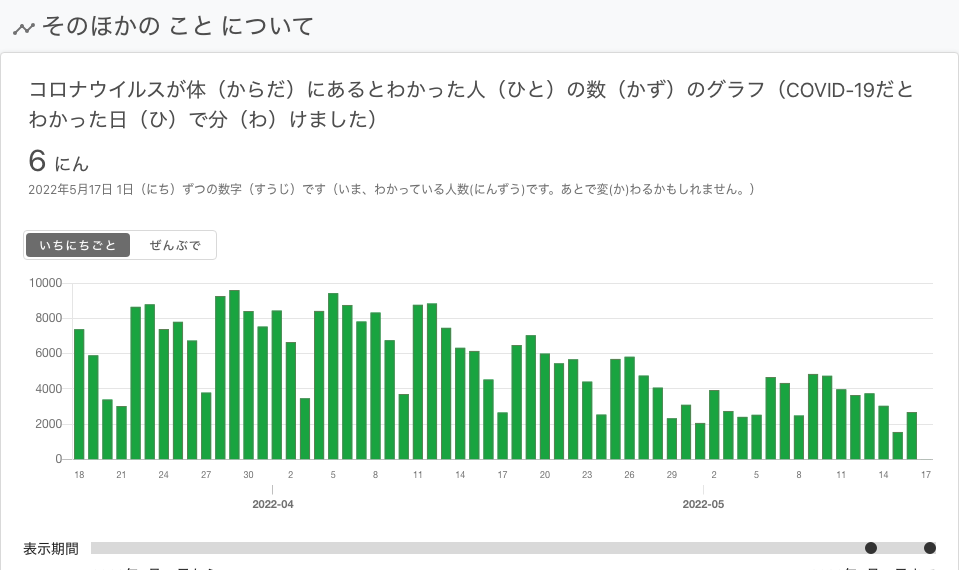 そのほかの こと について
コロナウイルスが体（からだ）にあるとわかった人（ひと）の数（かず）のグラフ（COVID-19だと
わかった日（ひ）で分（わ）けました）
6 にん
2022年5月17日 1日（にち）ずつの数字（すうじ）です（いま、わかっている人数(にんずう)です。あとで変(か)わるかもしれません。）
いちにちごと ぜんぶで
10000
8000
6000
4000
2000
0
18 21 24 27 30 2 5 8 11 14 17 20 23 26 29 2 5 8 11 14 17
2022-04 2022-05
表示期間